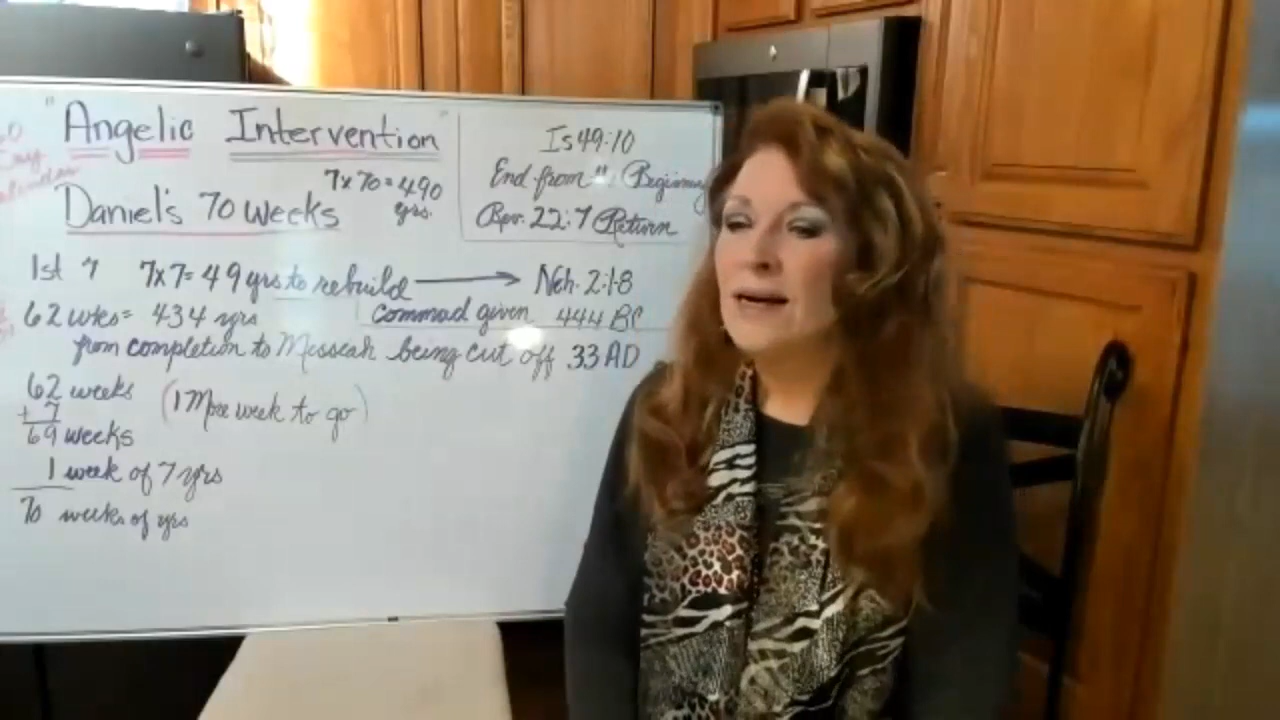 "Angelic Intervention"
Daniel's 70 Weeks
7x70=490
yrs.
Is 49:10
End from Beginning
Rev. 22:7 Return
1st 7 7x7=49 yrs to rebuild → Neh. 2:1-8
62 wks= 434 yrs
Commad given 444 BC
from completion to Messeah being cut off 33 AD
62 weeks
+ 7
69 weeks
(1 More week to go)
1 week of 7 yrs
70 weeks of yrs